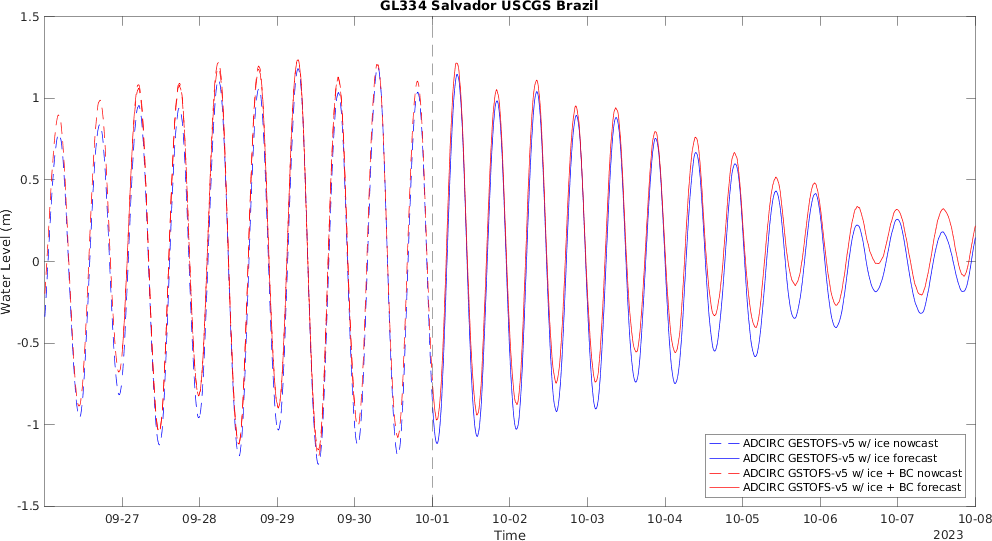 GL334 Salvador USCGS Brazil
1.5
1
0.5
0
-0.5
-1
-1.5
Water Level (m)
ADCIRC GESTOFS-v5 w/ ice nowcast
ADCIRC GESTOFS-v5 w/ ice forecast
ADCIRC GSTOFS-v5 w/ ice + BC nowcast
ADCIRC GSTOFS-v5 w/ ice + BC forecast
09-27 09-28 09-29 09-30 10-01 10-02 10-03 10-04 10-05 10-06 10-07 10-08
Time
2023